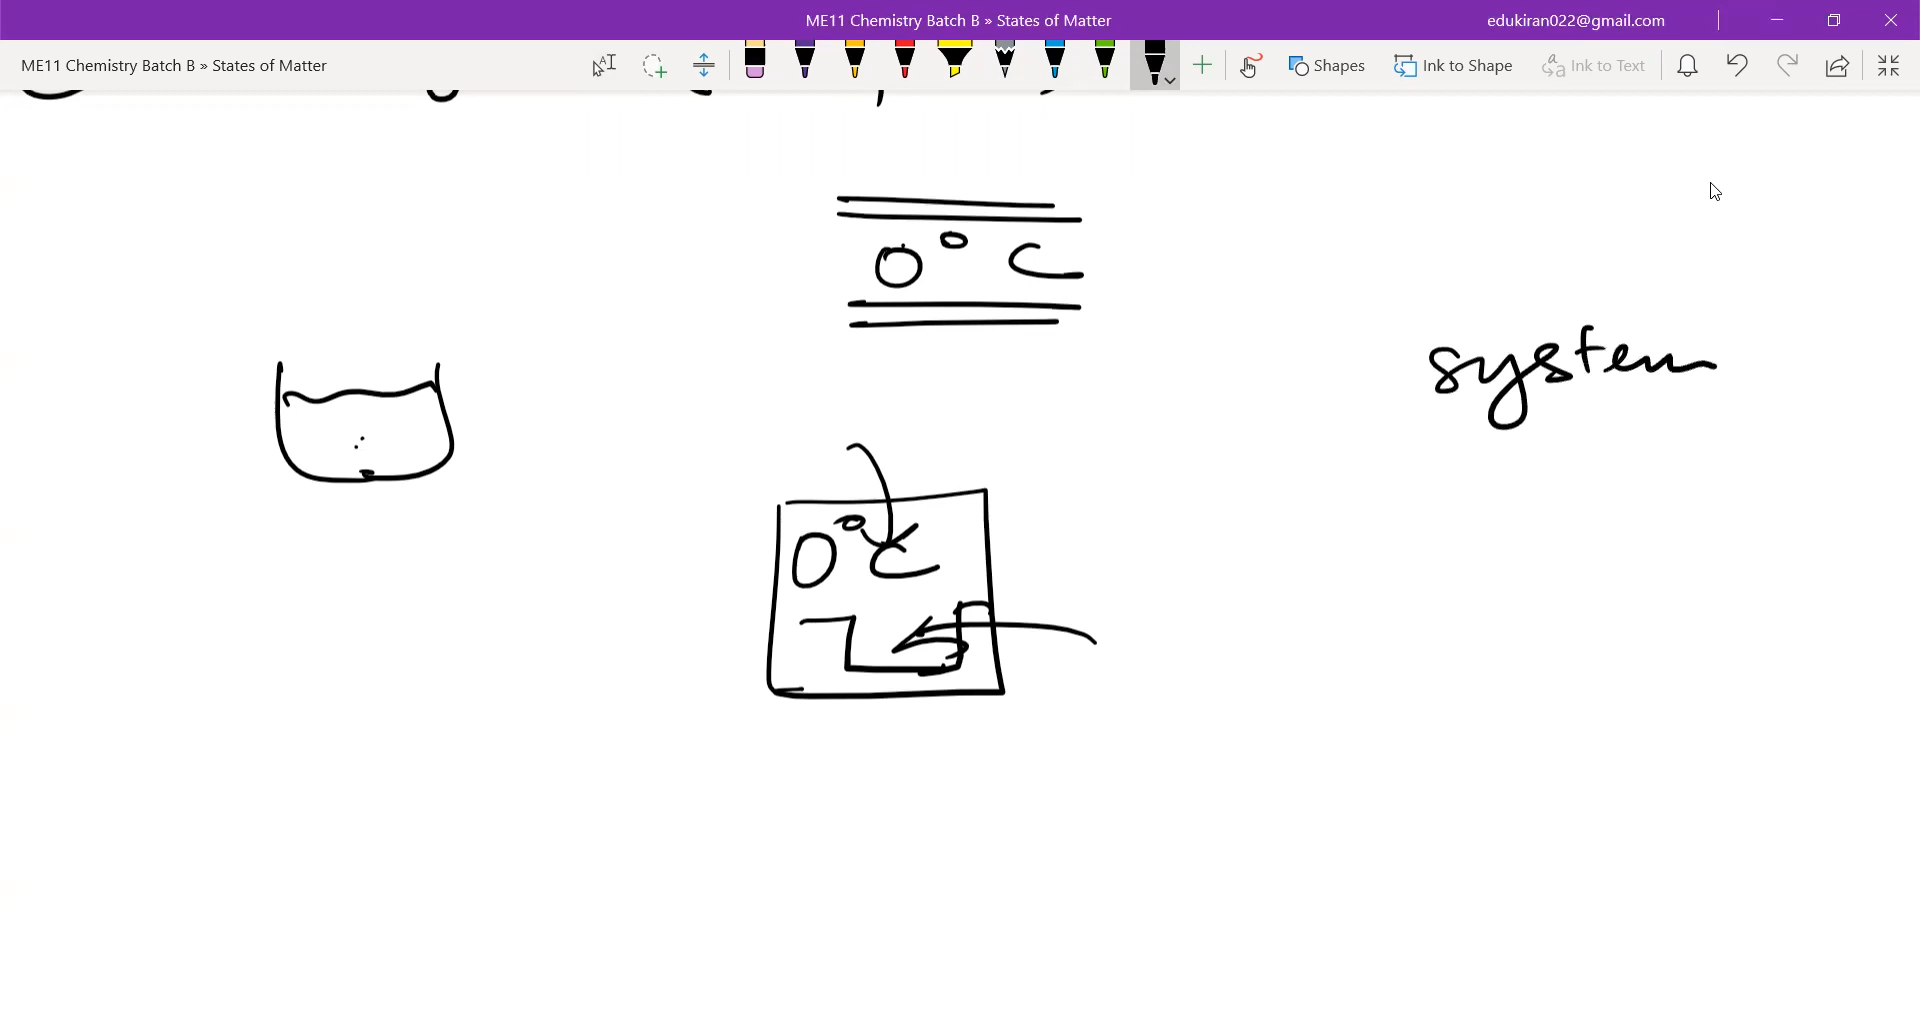 ME11 Chemistry Batch B » States of Matter
edukiran022@gmail.com
ME11 Chemistry Batch B » States of Matter
Shapes
Ink to Shape
Ink to Text
0° C
system
0° C